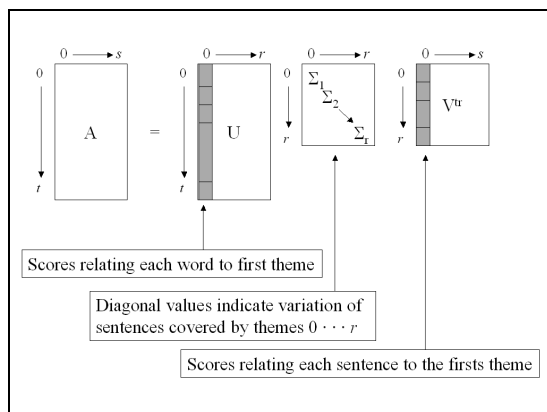 0 s 0 r 0 r 0 s
0 0 0 0
Σ1
Σ2
Σr
A = U Vtr
r r
t t
Scores relating each word to first theme
Diagonal values indicate variation of
sentences covered by themes 0 · · · r
Scores relating each sentence to the firsts theme